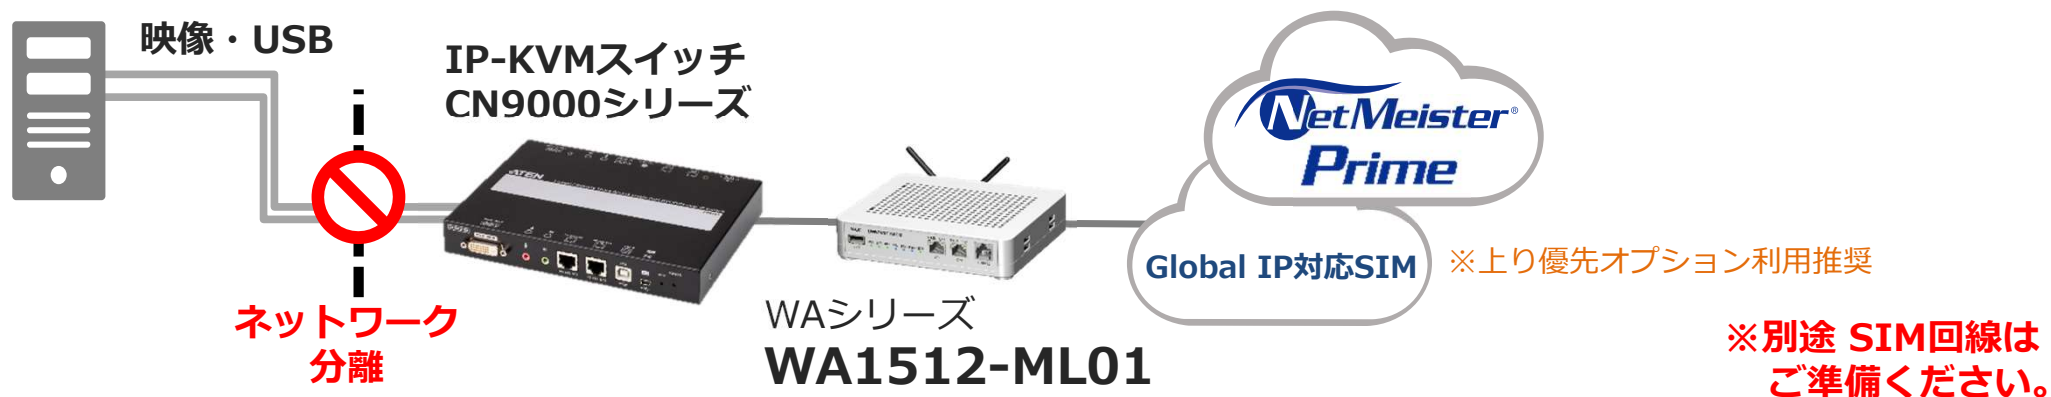 映像・USB
IP-KVMスイッチ
CN9000シリーズ
ATEN
ネットワーク
分離
WAシリーズ
WA1512-ML01
NetMeister®
Prime
Global IP対応SIM
※上り優先オプション利用推奨
※別途 SIM回線は
ご準備ください。